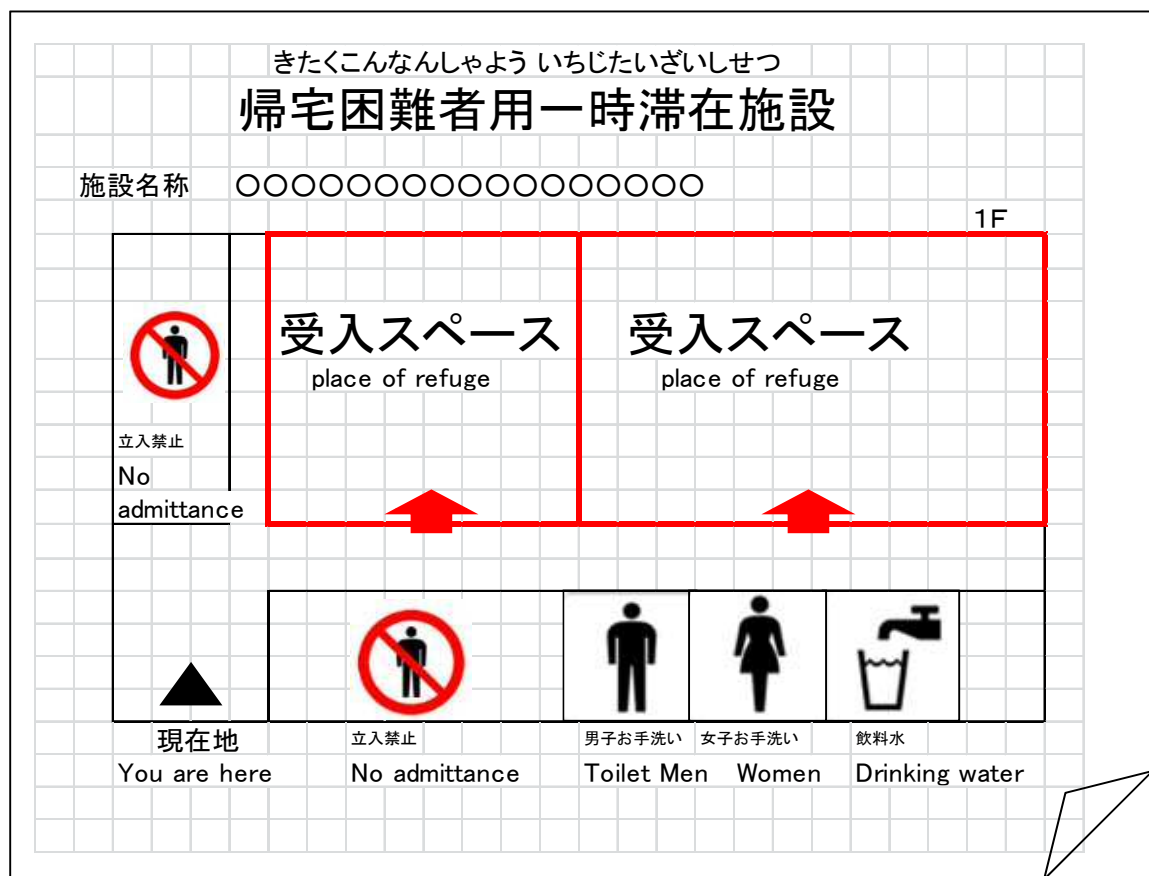 きたくこんなんしゃよう いちじたいざいしせつ
帰宅困難者用一時滞在施設
施設名称 〇〇〇〇〇〇〇〇〇〇〇〇〇〇〇〇〇
1F
受入スペース
place of refuge
受入スペース
place of refuge
立入禁止
No
admittance
現在地
You are here
立入禁止
No admittance
男子お手洗い 女子お手洗い
Toilet Men Women
飲料水
Drinking water